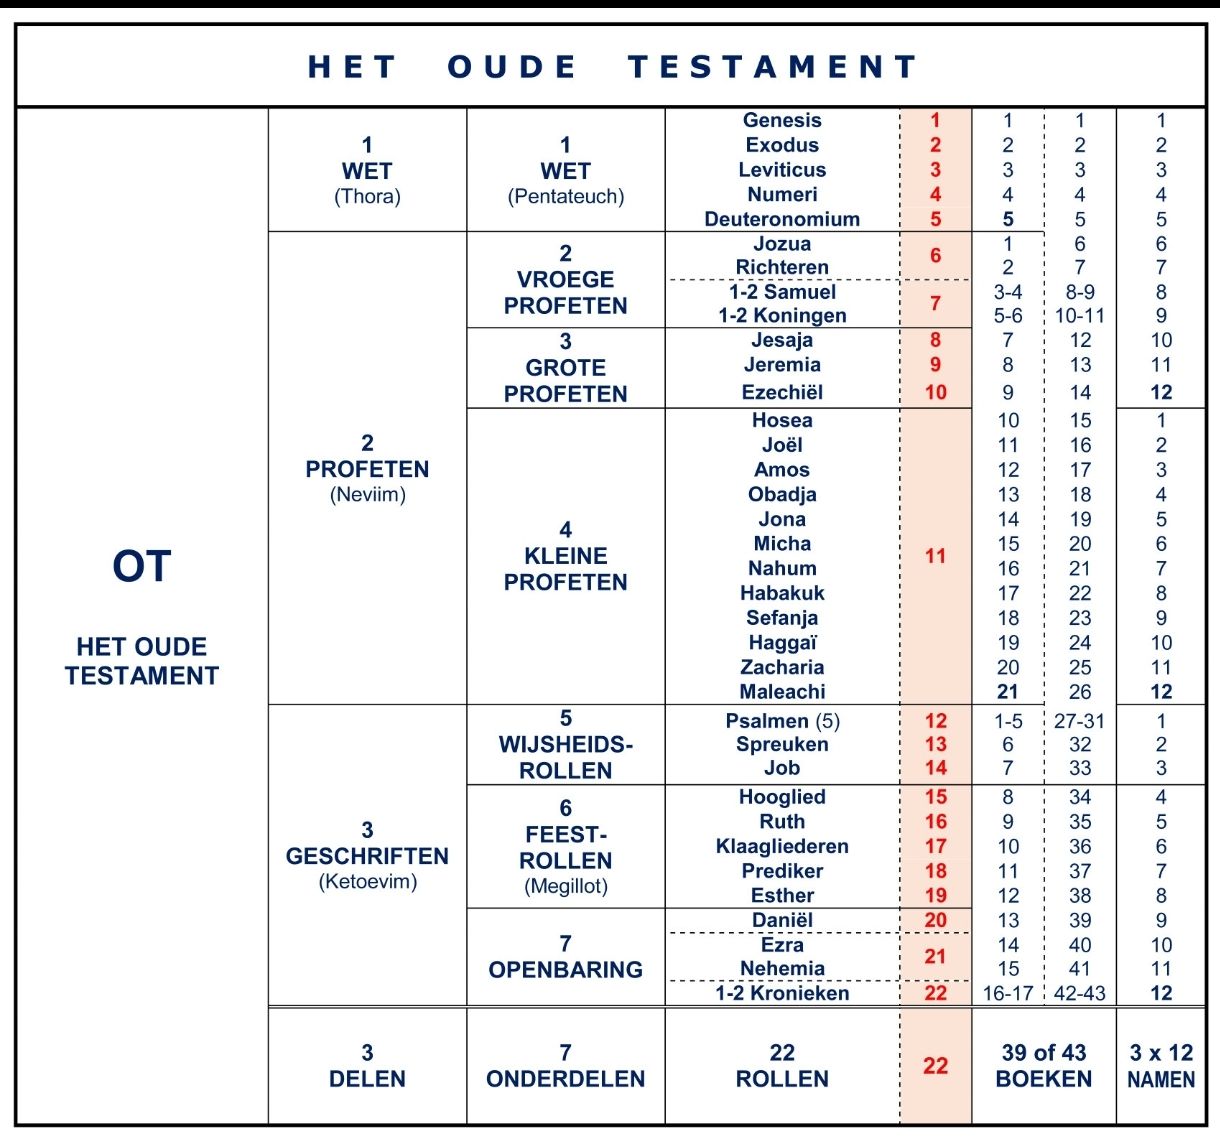 HET OUDE TESTAMENT
1
WET
(Thora)
1
WET
(Pentateuch)
Genesis 1 1 1 1
Exodus 2 2 2 2
Leviticus 3 3 3 3
Numeri 4 4 4 4
Deuteronomium 5 5 5 5
2
PROFETEN
(Neviim)
2
VROEGE
PROFETEN
Jozua 1 6 6
6
Richteren 2 7 7
1-2 Samuel 3-4 8-9 8
7
1-2 Koningen 5-6 10-11 9
3
GROTE
PROFETEN
Jesaja 8 7 12 10
Jeremia 9 8 13 11
Ezechiël 10 9 14 12
4
KLEINE
PROFETEN
Hosea 10 15 1
Joël 11 16 2
Amos 12 17 3
Obadja 13 18 4
Jona 14 19 5
Micha 15 20 6
11
Nahum 16 21 7
Habakuk 17 22 8
Sefanja 18 23 9
Haggaï 19 24 10
Zacharia 20 25 11
Maleachi 21 26 12
OT
HET OUDE
TESTAMENT
3
GESCHRIFTEN
(Ketoevim)
5
WIJSHEIDS-
ROLLEN
Psalmen (5) 12 1-5 27-31 1
Spreuken 13 6 32 2
Job 14 7 33 3
6
FEEST-
ROLLEN
(Megillot)
Hooglied 15 8 34 4
Ruth 16 9 35 5
Klaagliederen 17 10 36 6
Prediker 18 11 37 7
Esther 19 12 38 8
7
OPENBARING
Daniël 20 13 39 9
Ezra 14 40 10
21
Nehemia 15 41 11
1-2 Kronieken 22 16-17 42-43 12
3
DELEN
7
ONDERDELEN
22
ROLLEN
22
39 of 43
BOEKEN
3 x 12
NAMEN